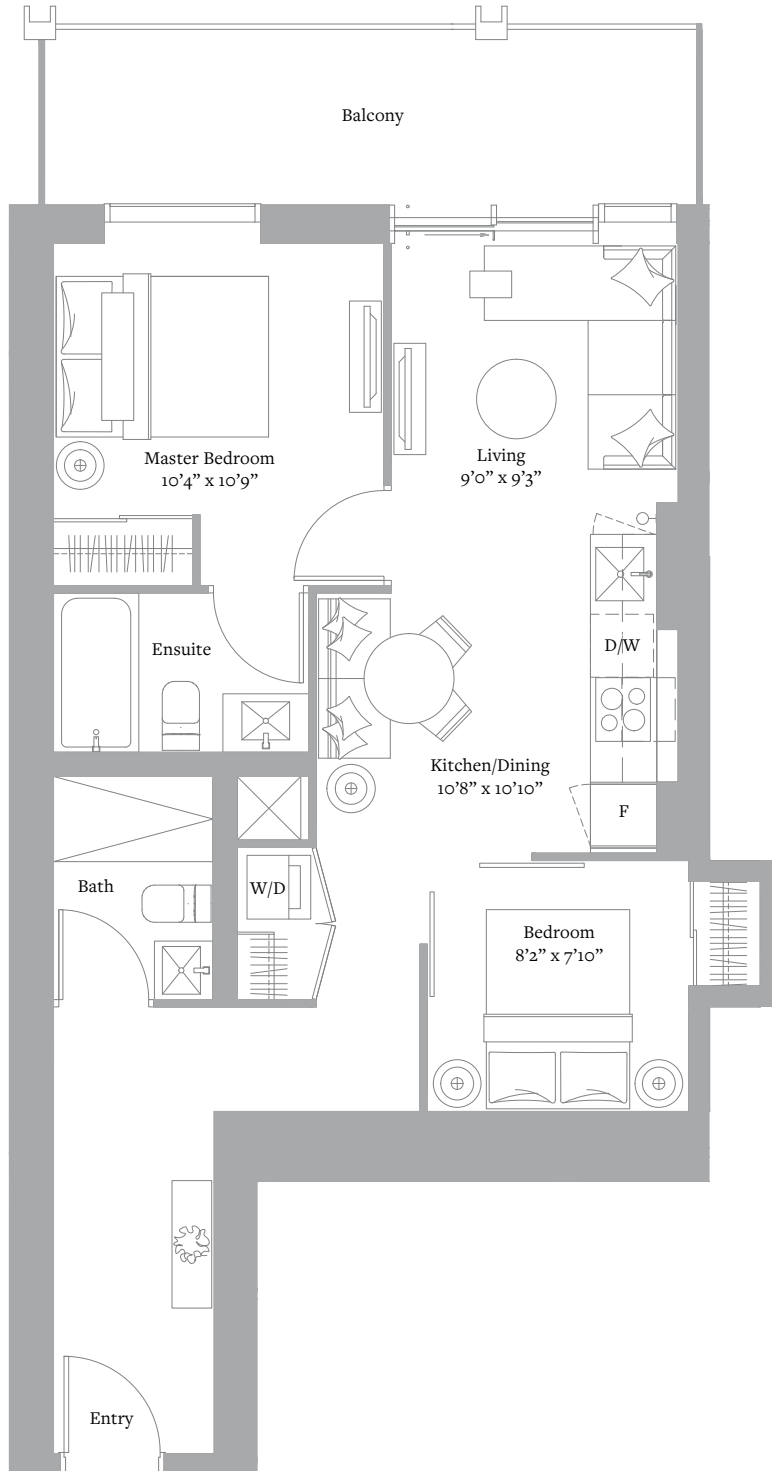 Balcony
Master Bedroom
10’4” x 10’9”
Living
9’0” x 9’3”
Ensuite
D/W
Kitchen/Dining
10’8” x 10’10”
F
Bath
W/D
Bedroom
8’2” x 7’10”
Entry